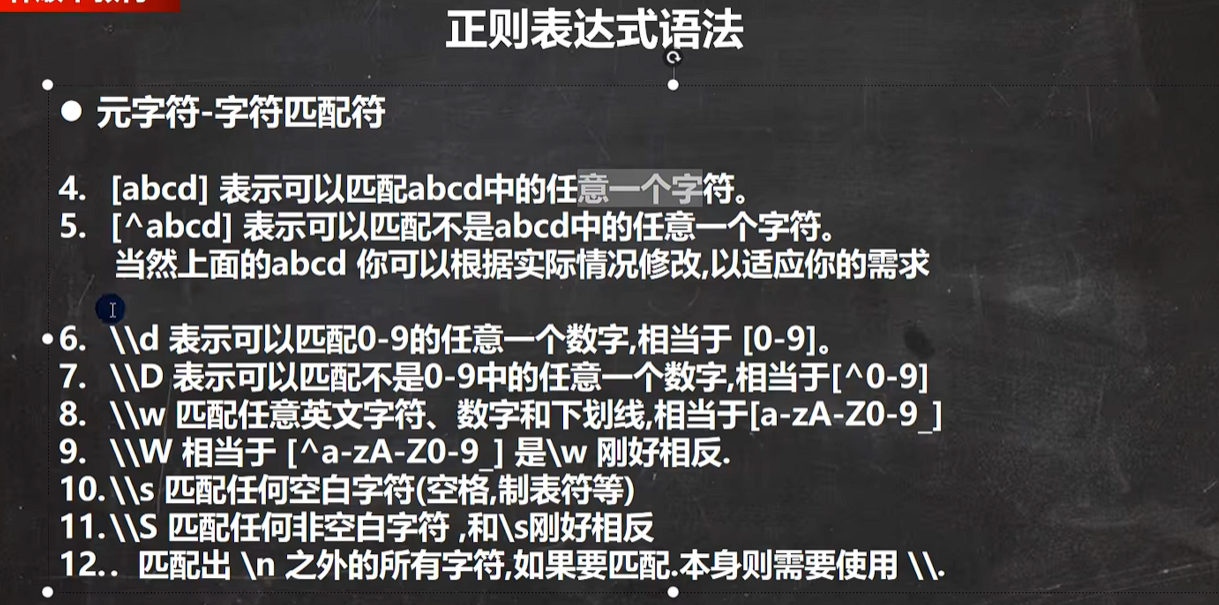 正则表达式语法
● 元字符-字符匹配符
4. [abcd] 表示可以匹配abcd中的任意一个字符。
5. [^abcd] 表示可以匹配不是abcd中的任意一个字符。
当然上面的abcd 你可以根据实际情况修改,以适应你的需求
6. \\d 表示可以匹配0-9的任意一个数字,相当于 [0-9]。
7. \\D 表示可以匹配不是0-9中的任意一个数字,相当于[^0-9]
8. \\w 匹配任意英文字符、数字和下划线,相当于[a-zA-Z0-9_]
9. \\W 相当于 [^a-zA-Z0-9_] 是\w 刚好相反.
10. \\s 匹配任何空白字符(空格,制表符等)
11. \\S 匹配任何非空白字符 ,和\s刚好相反
12. . 匹配出 \n 之外的所有字符,如果要匹配.本身则需要使用 \\.